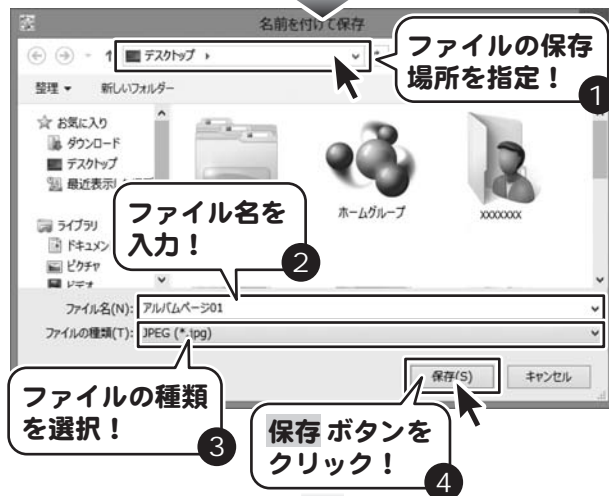 名前を付けて保存
デスクトップ
ファイルの保存
場所を指定！
1
整理 新しいフォルダー
お気に入り
ダウンロード
デスクトップ
最近表示し
ファイル名を
入力！
2
ホームグループ
xxxxxxx
ライブラリ
ドキュメン
ピクチャ
ビデオ
ファイル名(N): アルバムページ01
ファイルの種類(T): JPEG (*.jpg)
保存(S) キャンセル
ファイルの種類
を選択！
3
保存 ボタンを
クリック！
4